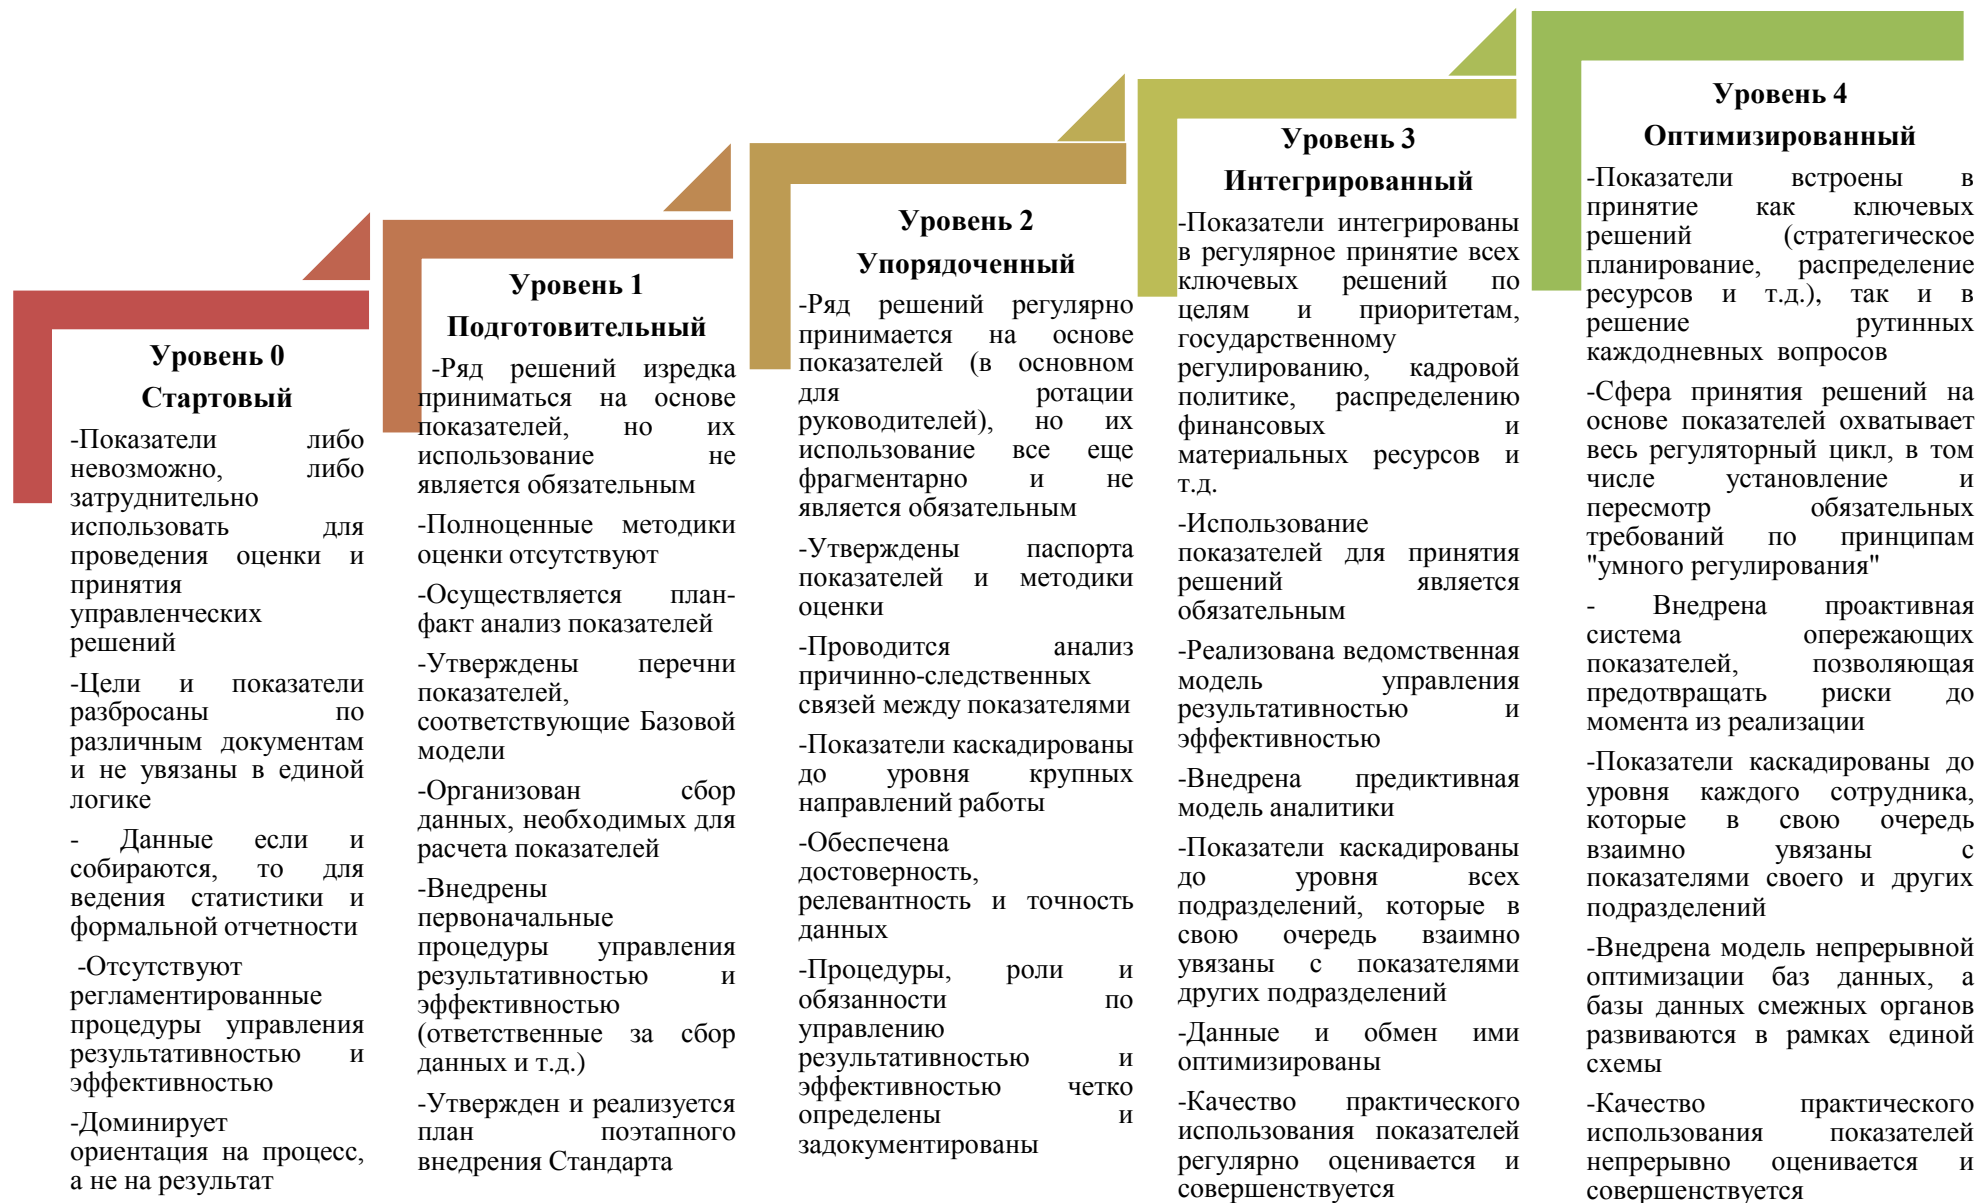 Уровень 0
Стартовый
-Показатели либо
невозможно, либо
затруднительно
использовать для
проведения оценки и
принятия
управленческих
решений
-Цели и показатели
разбросаны по
различным документам
и не увязаны в единой
логике
- Данные если и
собираются, то для
ведения статистики и
формальной отчетности
-Отсутствуют
регламентированные
процедуры управления
результативностью и
эффективностью
-Доминирует
ориентация на процесс,
а не на результат
Уровень 1
Подготовительный
-Ряд решений изредка
приниматься на основе
показателей, но их
использование не
является обязательным
-Полноценные методики
оценки отсутствуют
-Осуществляется план-
факт анализ показателей
-Утверждены перечни
показателей,
соответствующие Базовой
модели
-Организован сбор
данных, необходимых для
расчета показателей
-Внедрены
первоначальные
процедуры управления
результативностью и
эффективностью
(ответственные за сбор
данных и т.д.)
-Утвержден и реализуется
план поэтапного
внедрения Стандарта
Уровень 2
Упорядоченный
-Ряд решений регулярно
принимается на основе
показателей (в основном
для ротации
руководителей), но их
использование все еще
фрагментарно и не
является обязательным
-Утверждены паспорта
показателей и методики
оценки
-Проводится анализ
причинно-следственных
связей между показателями
-Показатели каскадированы
до уровня крупных
направлений работы
-Обеспечена
достоверность,
релевантность и точность
данных
-Процедуры, роли и
обязанности по
управлению
результативностью и
эффективностью четко
определены и
задокументированы
Уровень 3
Интегрированный
-Показатели интегрированы
в регулярное принятие всех
ключевых решений по
целям и приоритетам,
государственному
регулированию, кадровой
политике, распределению
финансовых и
материальных ресурсов и
т.д.
-Использование
показателей для принятия
решений является
обязательным
-Реализована ведомственная
модель управления
результативностью и
эффективностью
-Внедрена предиктивная
модель аналитики
-Показатели каскадированы
до уровня всех
подразделений, которые в
свою очередь взаимно
увязаны с показателями
других подразделений
-Данные и обмен ими
оптимизированы
-Качество практического
использования показателей
регулярно оценивается и
совершенствуется
Уровень 4
Оптимизированный
-Показатели встроены в
принятие как ключевых
решений (стратегическое
планирование, распределение
ресурсов и т.д.), так и в
решение рутинных
каждодневных вопросов
-Сфера принятия решений на
основе показателей охватывает
весь регуляторный цикл, в том
числе установление и
пересмотр обязательных
требований по принципам
"умного регулирования"
- Внедрена проактивная
система опережающих
показателей, позволяющая
предотвращать риски до
момента из реализации
-Показатели каскадированы до
уровня каждого сотрудника,
которые в свою очередь
взаимно увязаны с
показателями своего и других
подразделений
-Внедрена модель непрерывной
оптимизации баз данных, а
базы данных смежных органов
развиваются в рамках единой
схемы
-Качество практического
использования показателей
непрерывно оценивается и
совершенствуется